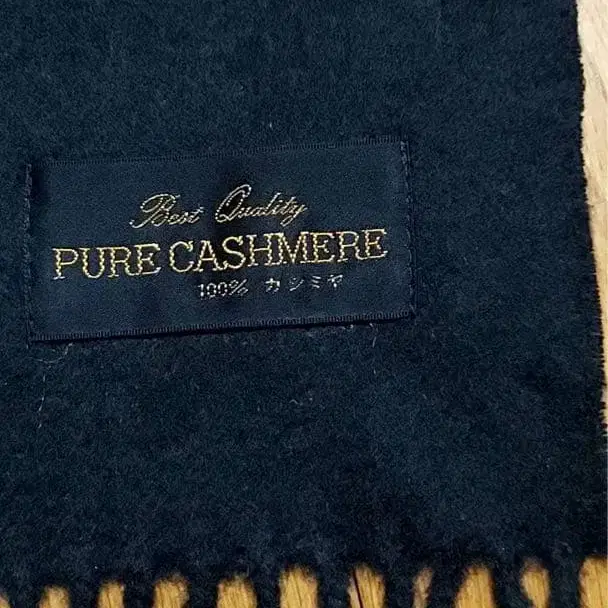 Best Quality
PURE CASHMERE
100% カシミヤ